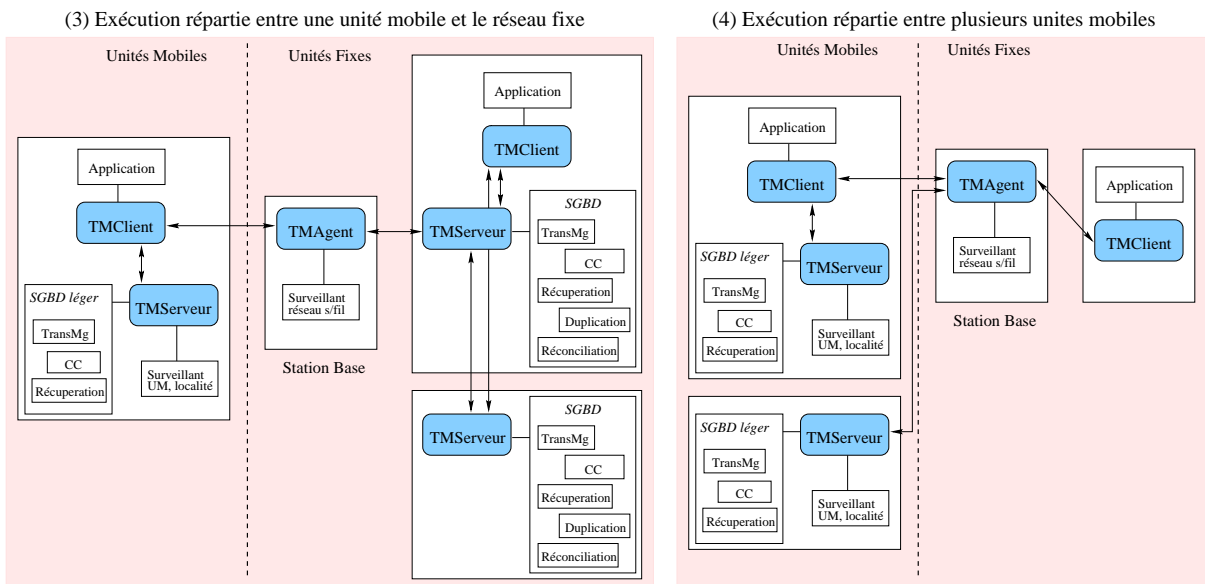 (3) Exécution répartie entre une unité mobile et le réseau fixe
Unités Mobiles
Unités Fixes
Application
TMClient
SGBD léger
TMServeur
TransMg
CC
Récuperation
Surveillant
UM, localité
TMAgent
Surveillant
réseau s/fil
Station Base
Application
TMClient
TMServeur
SGBD
TransMg
CC
Récuperation
Duplication
Réconciliation
TMServeur
SGBD
TransMg
CC
Récuperation
Duplication
Réconciliation
(4) Exécution répartie entre plusieurs unites mobiles
Unités Mobiles
Unités Fixes
Application
TMClient
SGBD léger
TMServeur
TransMg
CC
Récuperation
Surveillant
UM, localité
SGBD léger
TMServeur
TransMg
CC
Récuperation
Surveillant
UM, localité
TMAgent
Surveillant
réseau s/fil
Station Base
Application
TMClient